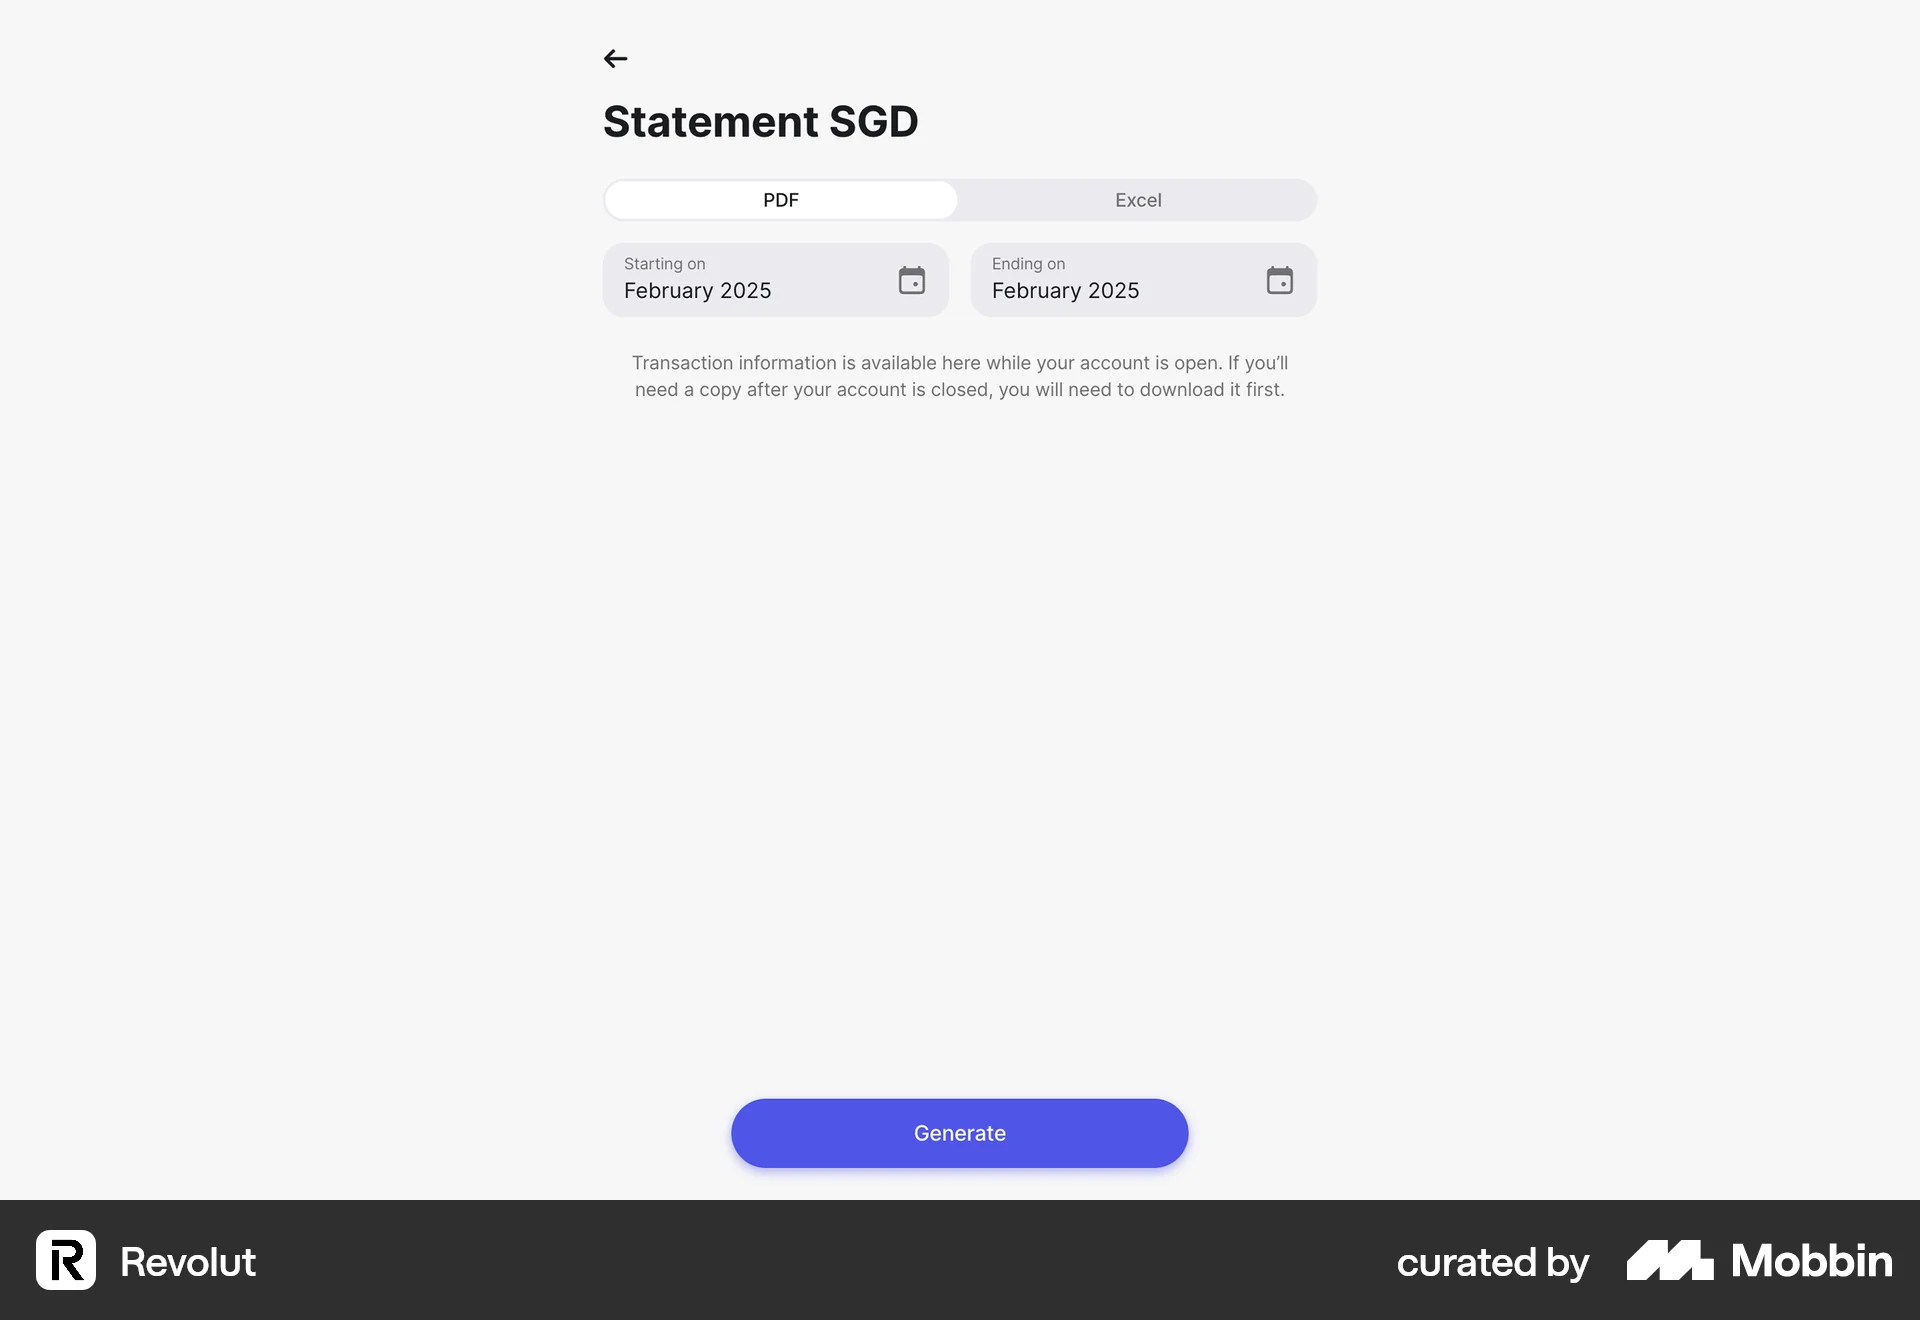 Statement SGD
PDF
Excel
Starting on
February 2025
Ending on
February 2025
Transaction information is available here while your account is open. If you’ll
need a copy after your account is closed, you will need to download it first.
Generate
Revolut
curated by Mobbin